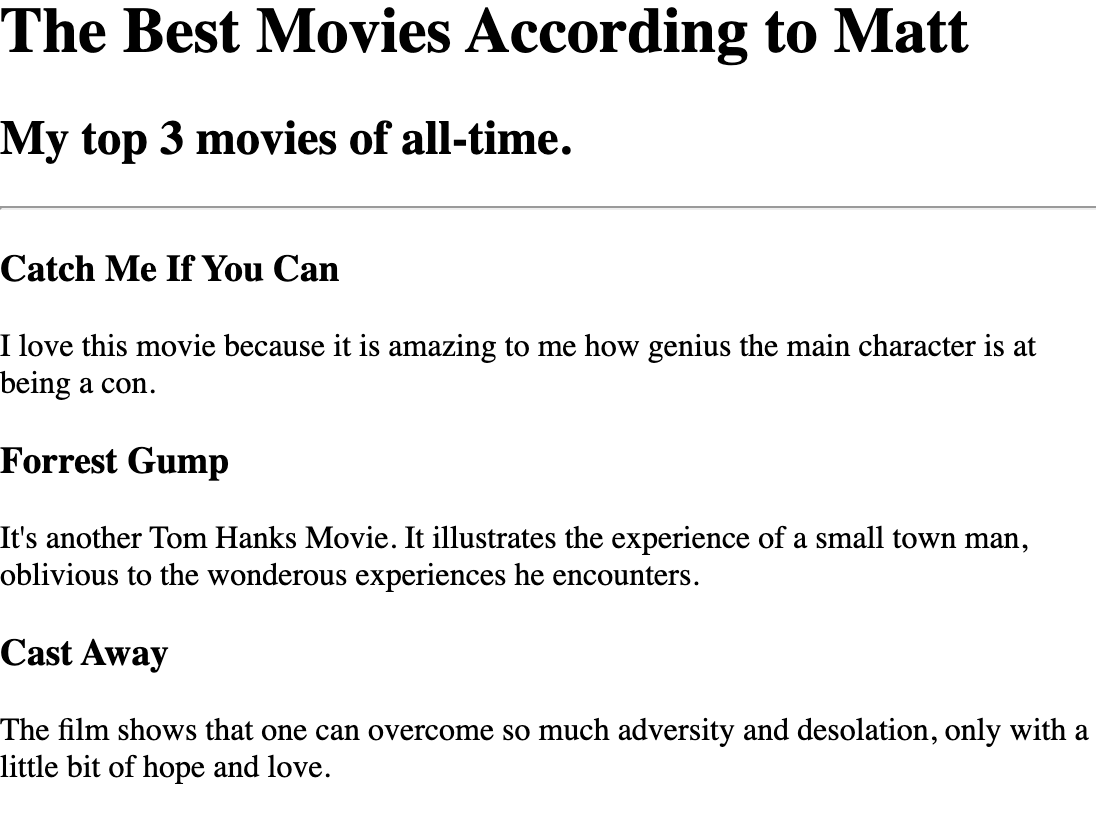 The Best Movies According to Matt
My top 3 movies of all-time.
Catch Me If You Can
I love this movie because it is amazing to me how genius the main character is at
being a con.
Forrest Gump
It's another Tom Hanks Movie. It illustrates the experience of a small town man,
oblivious to the wonderous experiences he encounters.
Cast Away
The film shows that one can overcome so much adversity and desolation, only with a
little bit of hope and love.